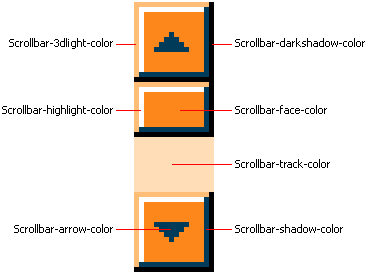 Scrollbar-3dlight-color
Scrollbar-darkshadow-color
Scrollbar-highlight-color
Scrollbar-face-color
Scrollbar-track-color
Scrollbar-arrow-color
Scrollbar-shadow-color